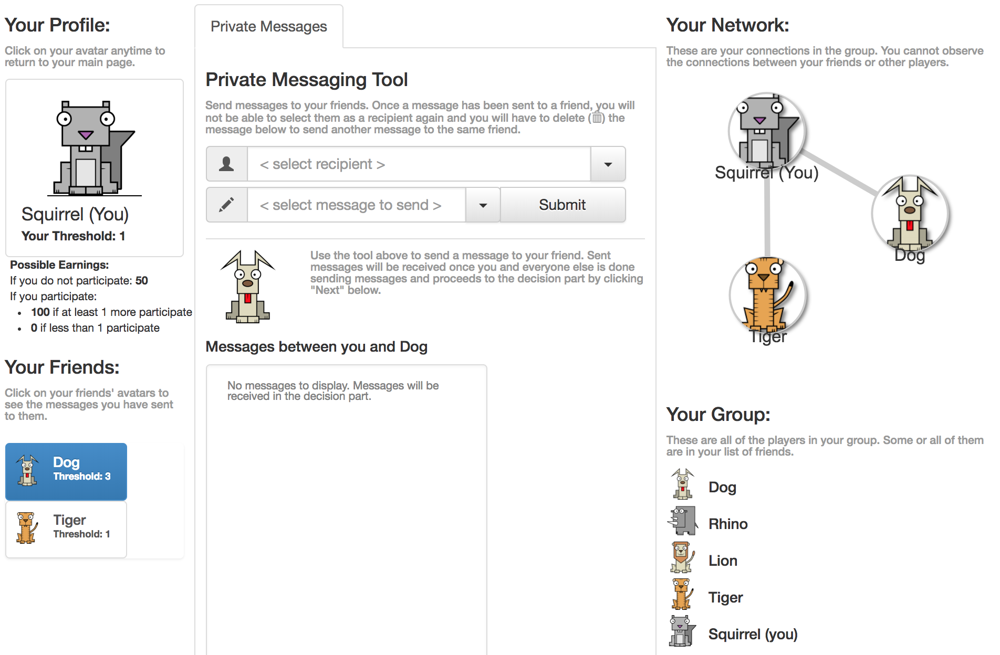 Your Profile:
Click on your avatar anytime to
return to your main page.
Squirrel (You)
Your Threshold: 1
Possible Earnings:
If you do not participate: 50
If you participate:
• 100 if at least 1 more participate
• 0 if less than 1 participate
Your Friends:
Click on your friends' avatars to
see the messages you have sent
to them.
Dog
Threshold: 3
Tiger
Threshold: 1
Private Messages
Private Messaging Tool
Send messages to your friends. Once a message has been sent to a friend, you will
not be able to select them as a recipient again and you will have to delete () the
message below to send another message to the same friend.
< select recipient >
< select message to send >
Submit
Use the tool above to send a message to your friend. Sent
messages will be received once you and everyone else is done
sending messages and proceeds to the decision part by clicking
"Next" below.
Messages between you and Dog
No messages to display. Messages will be
received in the decision part.
Your Network:
These are your connections in the group. You cannot observe
the connections between your friends or other players.
Squirrel (You)
Dog
Tiger
Your Group:
These are all of the players in your group. Some or all of them
are in your list of friends.
Dog
Rhino
Lion
Tiger
Squirrel (you)